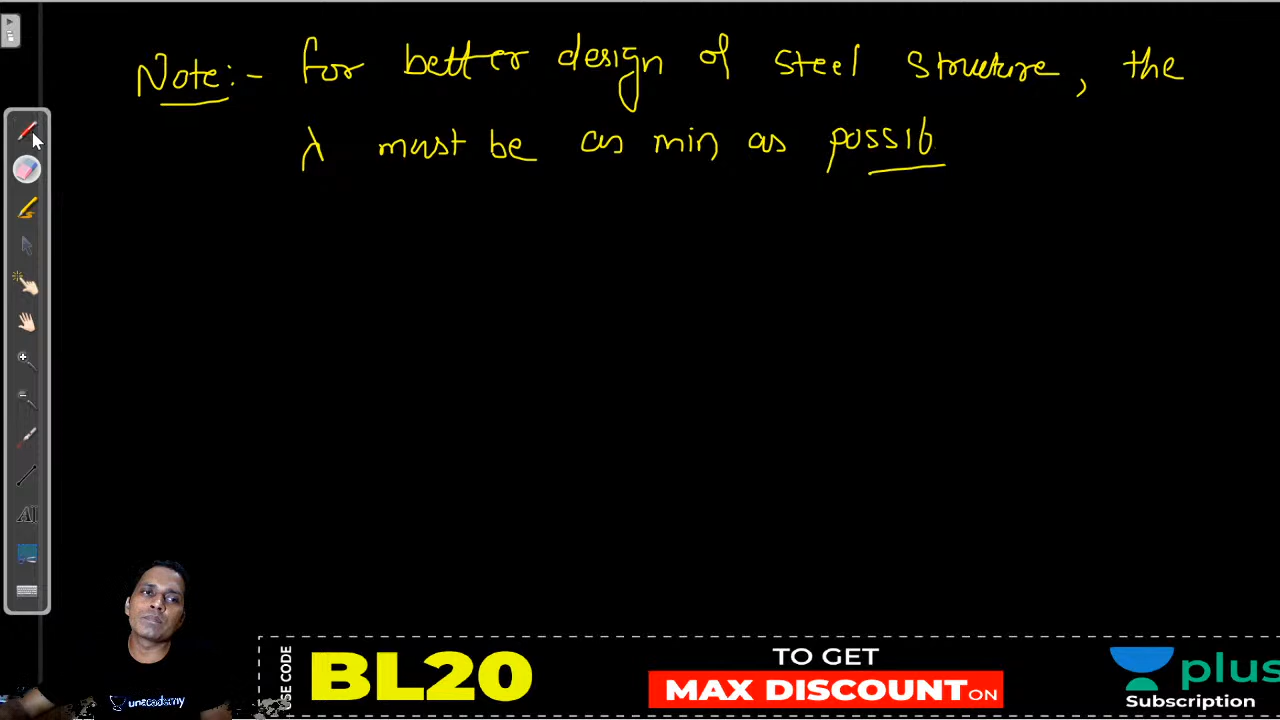 Note:- For better design of steel structure, the
λ must be as min as possib
USE CODE
BL20
TO GET
MAX DISCOUNT ON
plus
Subscription
unacademy